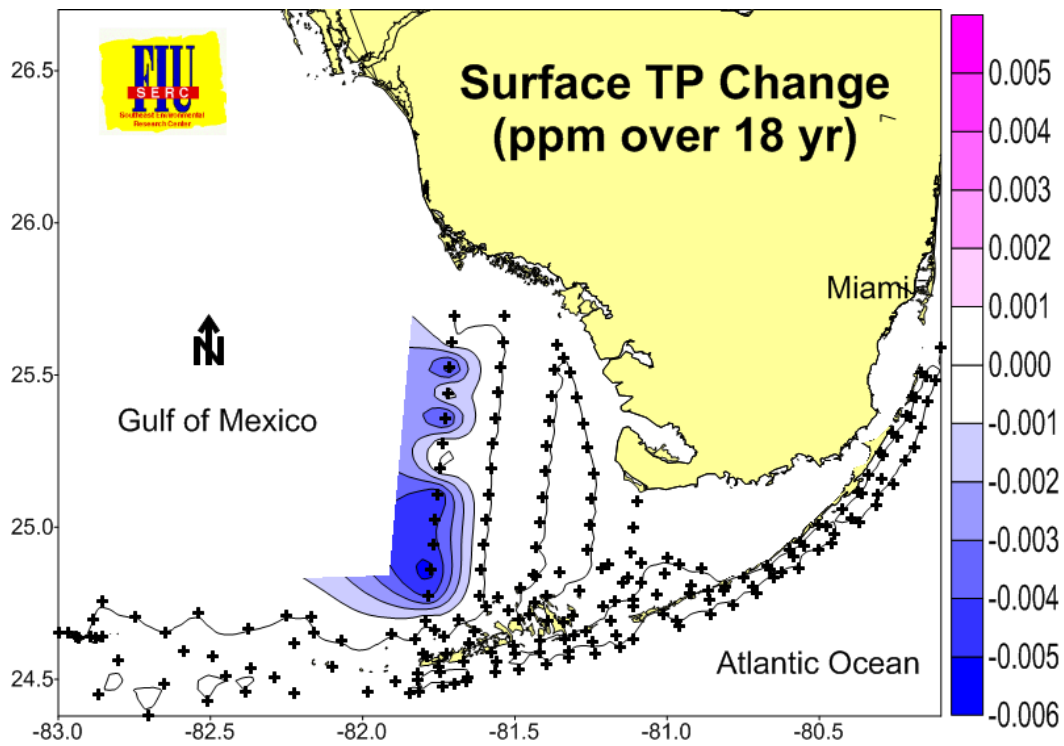 FIU
SERC
Southeast Environmental
Research Center
Surface TP Change
(ppm over 18 yr)
Miami
N
Gulf of Mexico
Atlantic Ocean
26.5
26.0
25.5
25.0
24.5
-83.0
-82.5
-82.0
-81.5
-81.0
-80.5
0.005
0.004
0.003
0.002
0.001
0.000
-0.001
-0.002
-0.003
-0.004
-0.005
-0.006